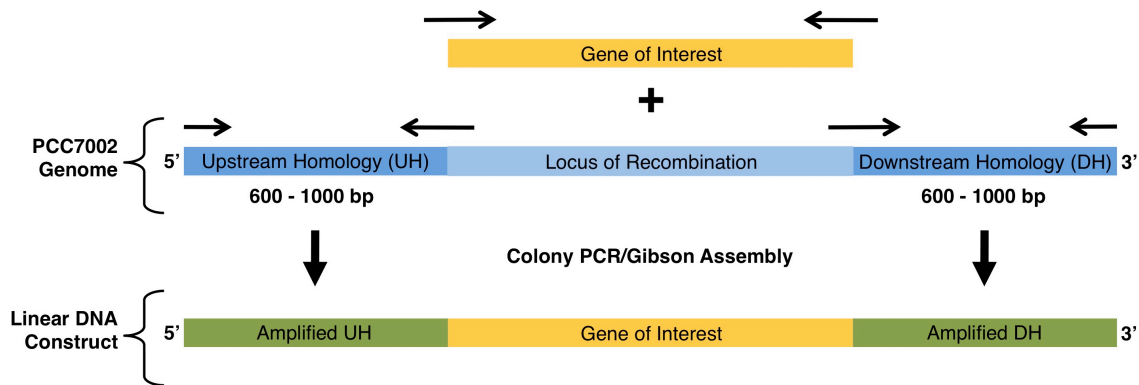 Gene of Interest
PCC7002
Genome
5’
Upstream Homology (UH)
Locus of Recombination
Downstream Homology (DH)
3’
600 - 1000 bp
600 - 1000 bp
Colony PCR/Gibson Assembly
Linear DNA
Construct
5’
Amplified UH
Gene of Interest
Amplified DH
3’